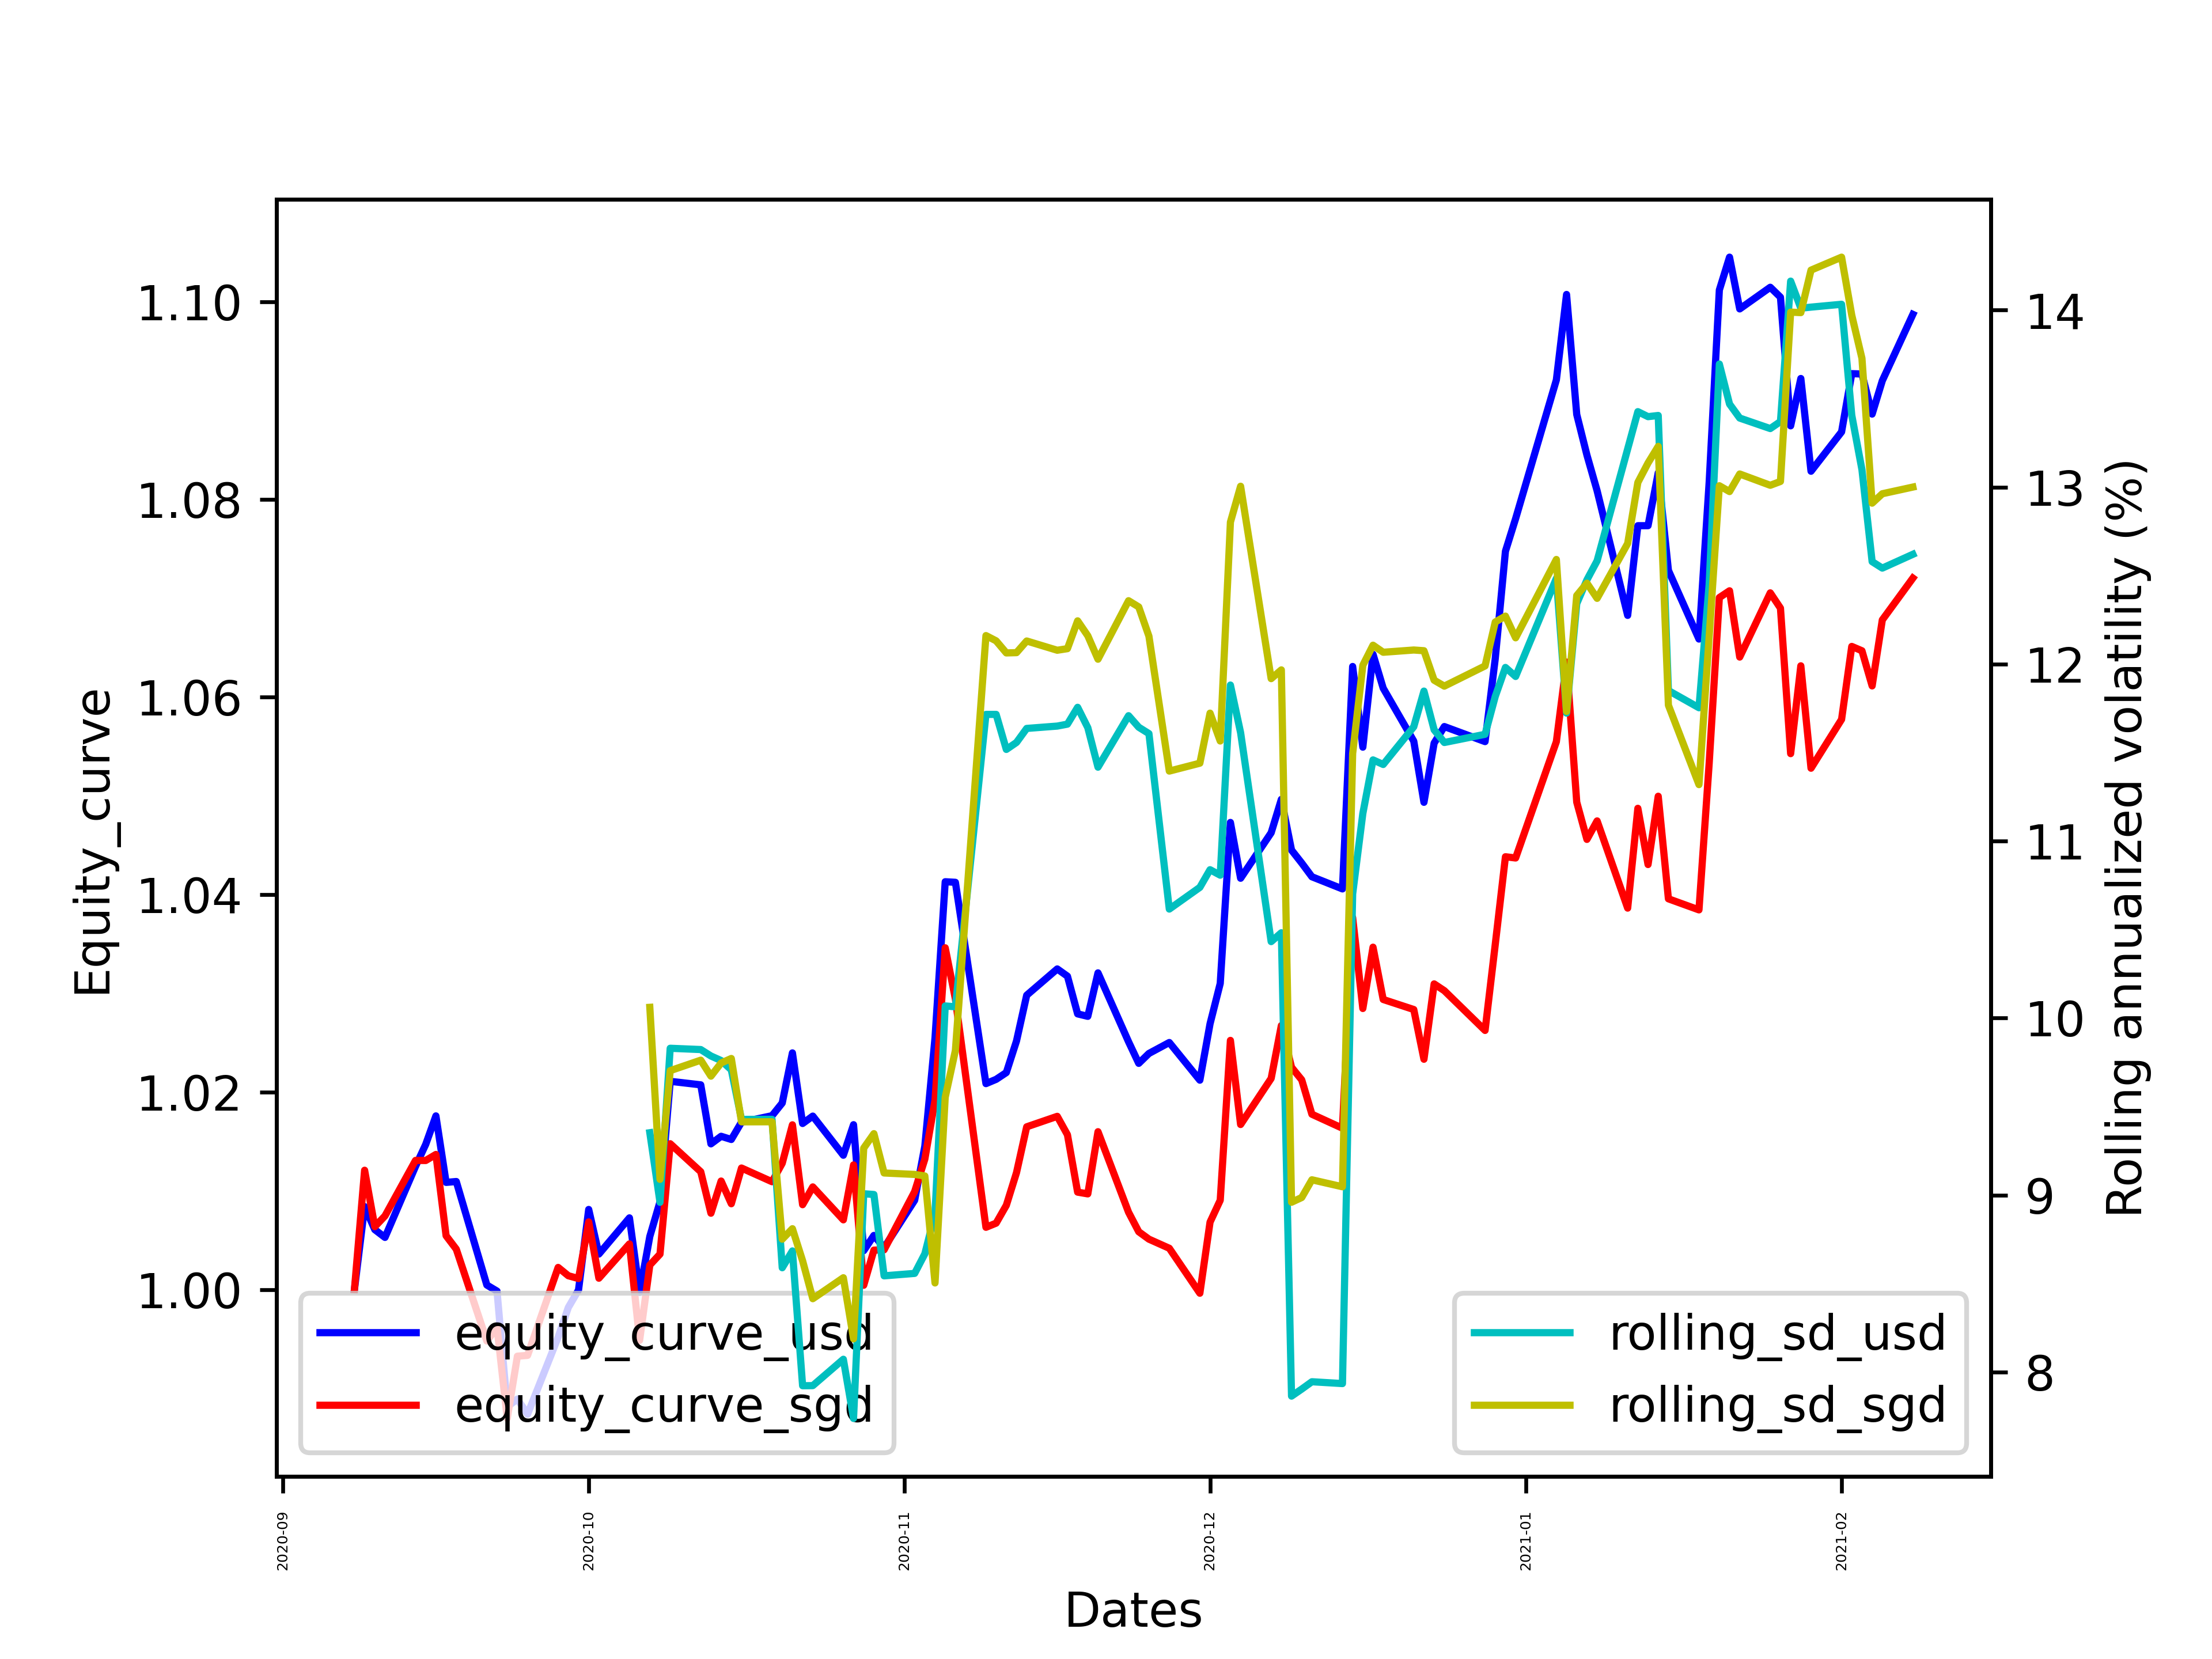 Equity_curve
1.10
1.08
1.06
1.04
1.02
1.00
14
13
12
11
10
9
8
Rolling annualized volatility (%)
equity_curve_usd
equity_curve_sgd
rolling_sd_usd
rolling_sd_sgd
2020-09
2020-10
2020-11
2020-12
2021-01
2021-02
Dates